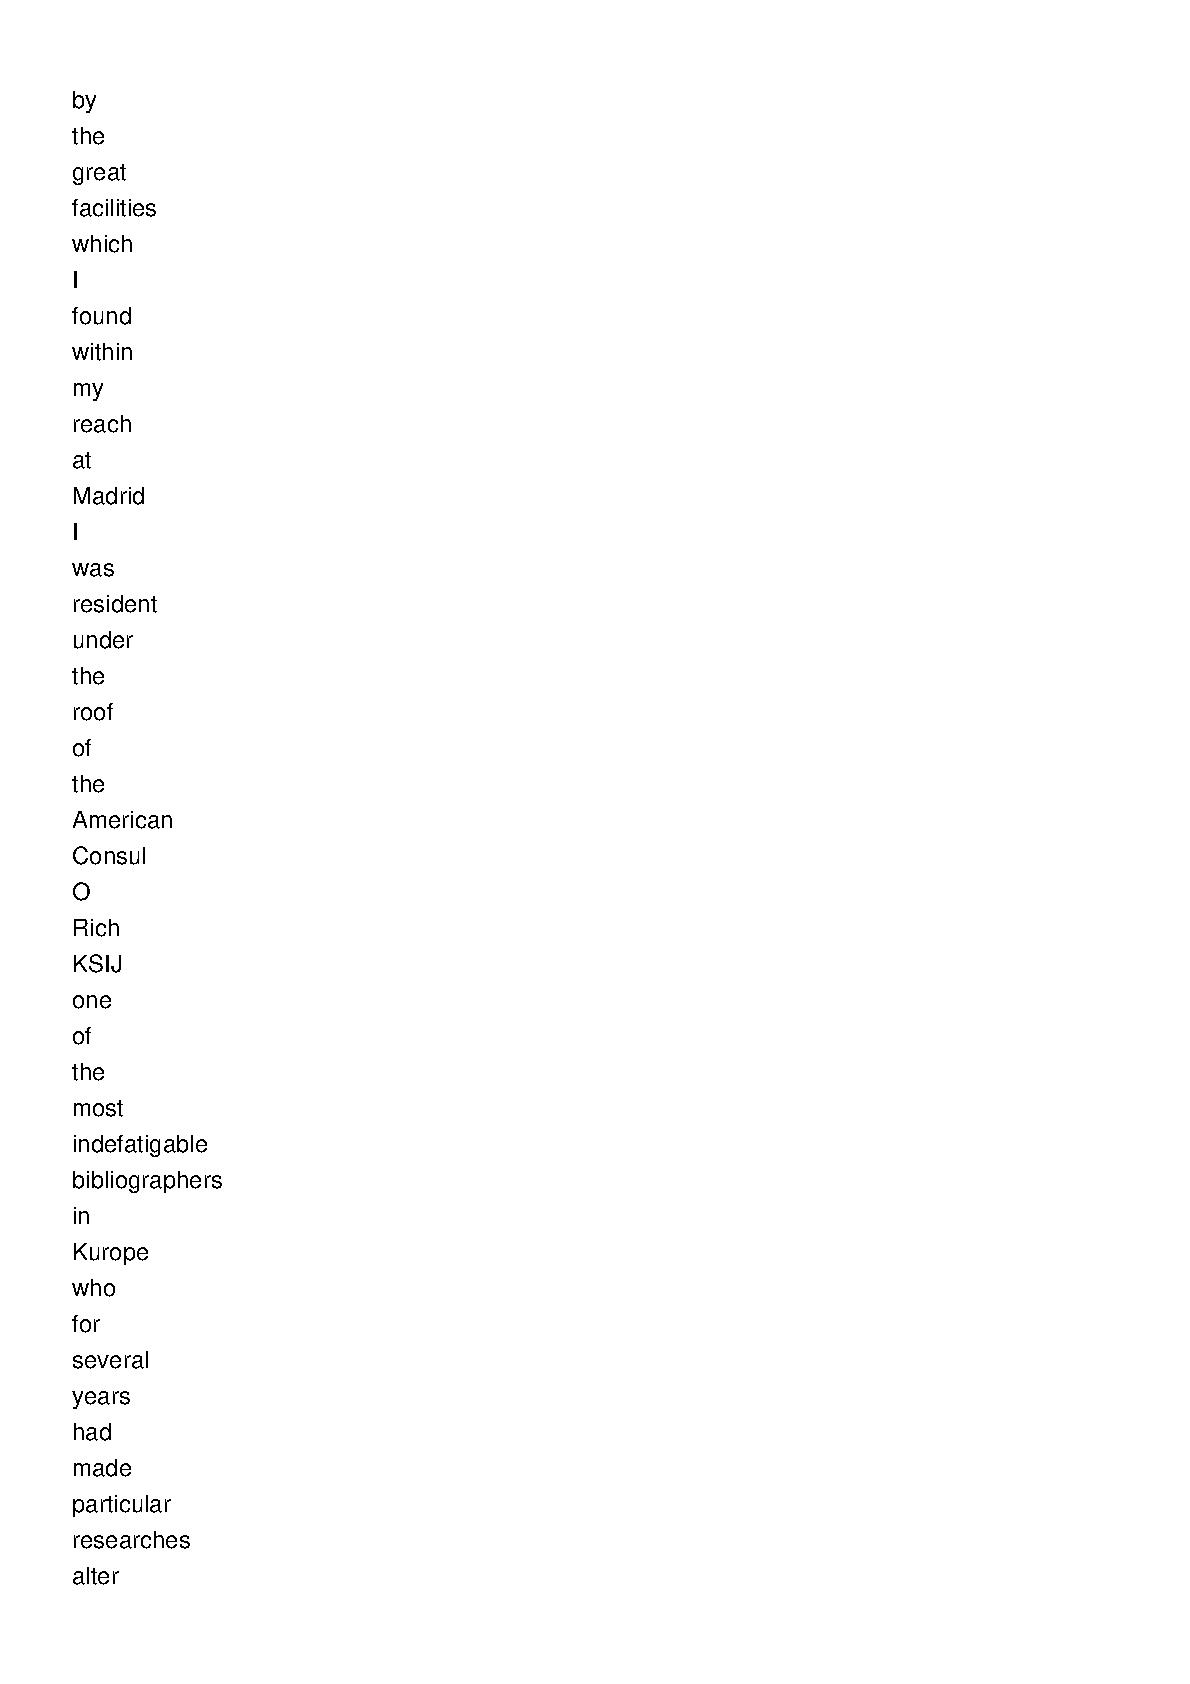 by
the
great
facilities
which
I
found
within
my
reach
at
Madrid
I
was
resident
under
the
roof
of
the
American
Consul
O
Rich
KSIJ
one
of
the
most
indefatigable
bibliographers
in
Kurope
who
for
several
years
had
made
particular
researches
alter